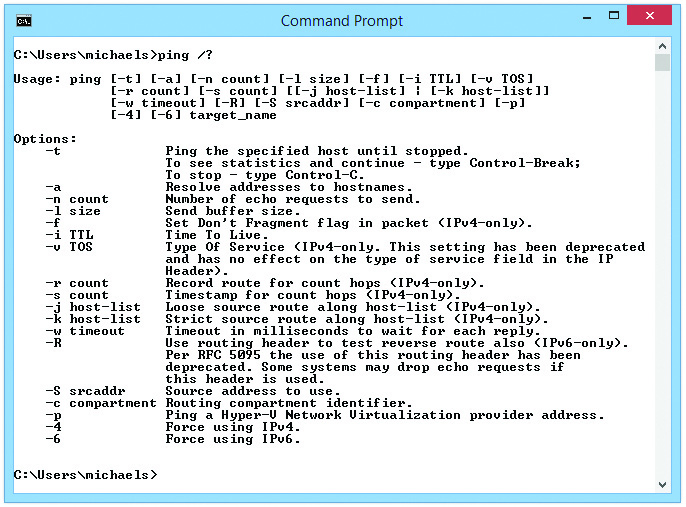 Command Prompt
C:\Users\michaels>ping /?
Usage: ping [-t] [-a] [-n count] [-l size] [-f] [-i TTL] [-v TOS]
            [-r count] [-s count] [[-j host-list] | [-k host-list]]
            [-w timeout] [-R] [-S srcaddr] [-c compartment] [-p]
            [-4] [-6] target_name
Options:
    -t             Ping the specified host until stopped.
                   To see statistics and continue - type Control-Break;
                   To stop - type Control-C.
    -a             Resolve addresses to hostnames.
    -n count       Number of echo requests to send.
    -l size        Send buffer size.
    -f             Set Don't Fragment flag in packet (IPv4-only).
    -i TTL         Time To Live.
    -v TOS         Type Of Service (IPv4-only. This setting has been deprecated
                   and has no effect on the type of service field in the IP
                   Header).
    -r count       Record route for count hops (IPv4-only).
    -s count       Timestamp for count hops (IPv4-only).
    -j host-list   Loose source route along host-list (IPv4-only).
    -k host-list   Strict source route along host-list (IPv4-only).
    -w timeout     Timeout in milliseconds to wait for each reply.
    -R             Use routing header to test reverse route also (IPv6-only).
                   Per RFC 5095 the use of this routing header has been
                   deprecated. Some systems may drop echo requests if
                   this header is used.
    -S srcaddr     Source address to use.
    -c compartment Routing compartment identifier.
    -p             Ping a Hyper-V Network Virtualization provider address.
    -4             Force using IPv4.
    -6             Force using IPv6.
C:\Users\michaels>